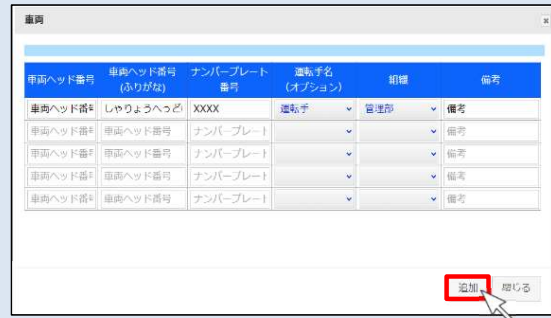 車両
車両ヘッド番号 車両ヘッド番号 (ふりがな) ナンバープレート 番号 運転手名 (オプション) 組織 備考
車両ヘッド番号 しゃりょうへっど XXXX 運転手 管理部 備考
車両ヘッド番号 車両ヘッド番号 ナンバープレート 備考
車両ヘッド番号 車両ヘッド番号 ナンバープレート 備考
車両ヘッド番号 車両ヘッド番号 ナンバープレート 備考
車両ヘッド番号 車両ヘッド番号 ナンバープレート 備考
追加 閉じる